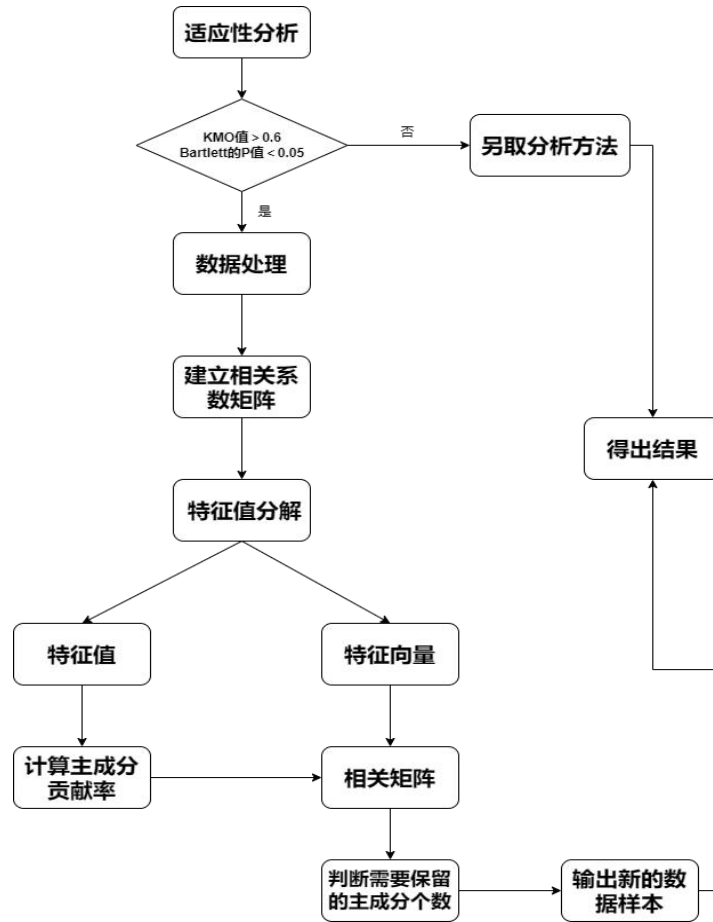 适应性分析
KMO值＞0.6
Bartlett的P值＜0.05
否
另取分析方法
是
数据处理
建立相关系
数矩阵
得出结果
特征值分解
特征值
特征向量
计算主成分
贡献率
相关矩阵
判断需要保留
的主成分个数
输出新的数
据样本